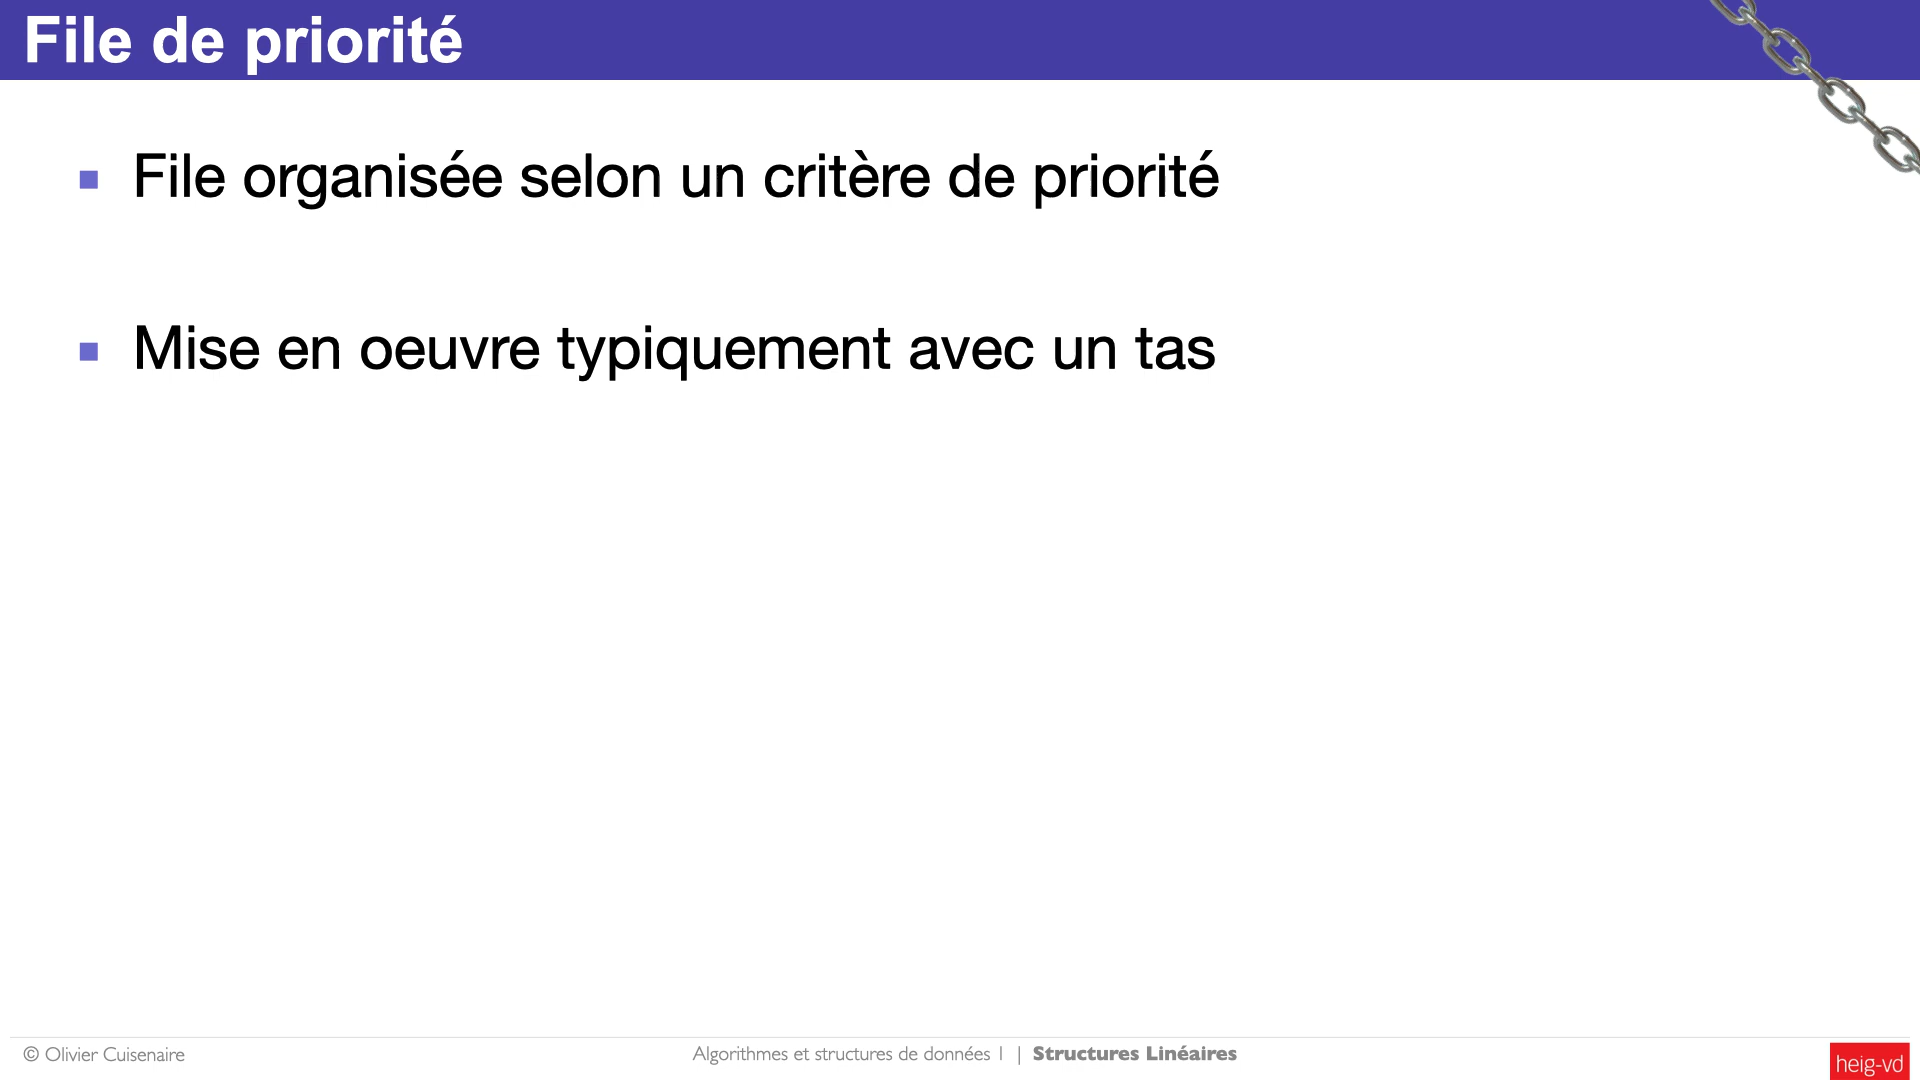 File de priorité
File organisée selon un critère de priorité
Mise en oeuvre typiquement avec un tas
© Olivier Cuisenaire
Algorithmes et structures de données 1 | Structures Linéaires
heig-vd